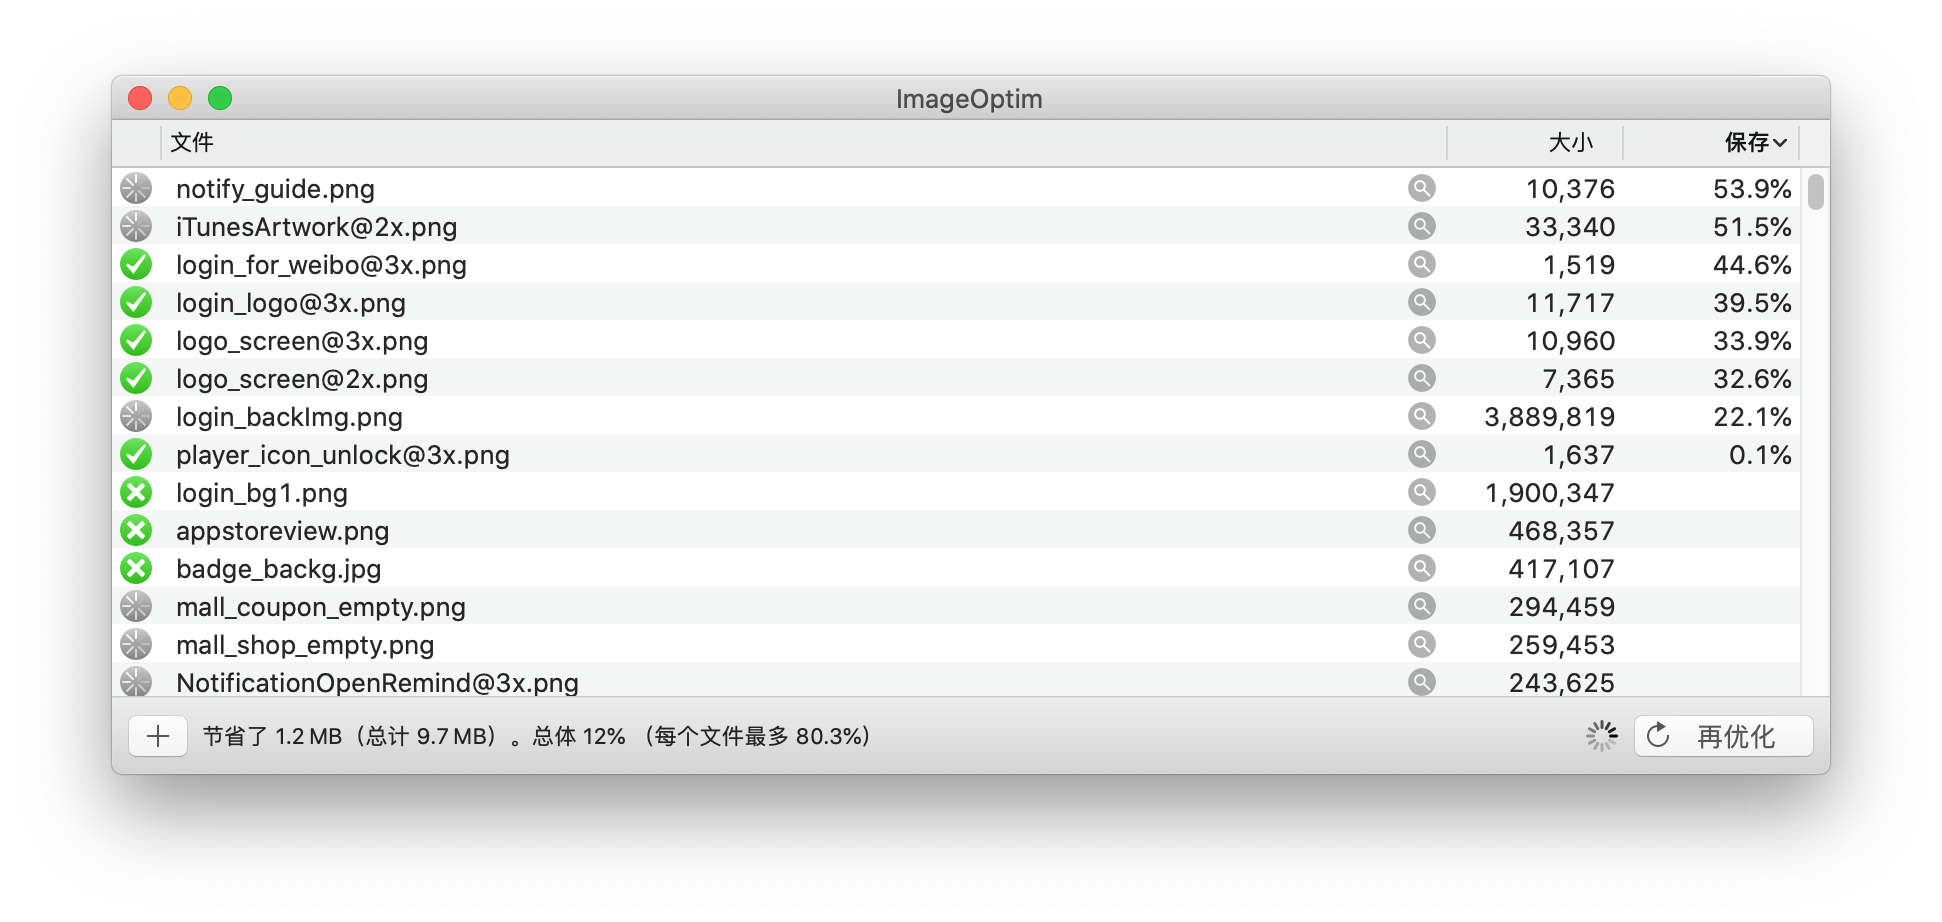 ImageOptim
文件 大小 保存
notify_guide.png 10,376 53.9%
iTunesArtwork@2x.png 33,340 51.5%
login_for_weibo@3x.png 1,519 44.6%
login_logo@3x.png 11,717 39.5%
logo_screen@3x.png 10,960 33.9%
logo_screen@2x.png 7,365 32.6%
login_backImg.png 3,889,819 22.1%
player_icon_unlock@3x.png 1,637 0.1%
login_bg1.png 1,900,347
appstoreview.png 468,357
badge_backg.jpg 417,107
mall_coupon_empty.png 294,459
mall_shop_empty.png 259,453
NotificationOpenRemind@3x.png 243,625
节省了 1.2 MB（总计 9.7 MB）。总体 12% （每个文件最多 80.3%) 再优化